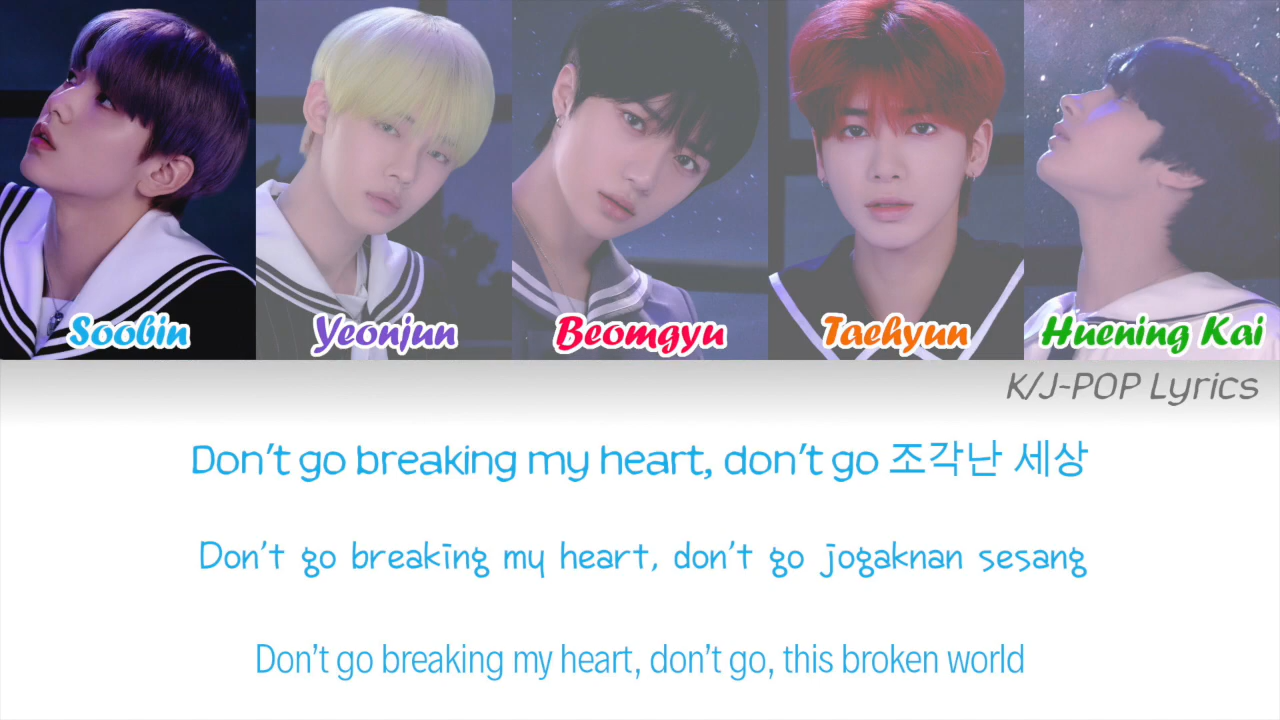 Soobin
Yeonjun
Beomgyu
Taehyun
Huening Kai
K/J-POP Lyrics
Don't go breaking my heart, don't go 조각난 세상
Don't go breaking my heart, don't go jogaknan sesang
Don't go breaking my heart, don't go, this broken world